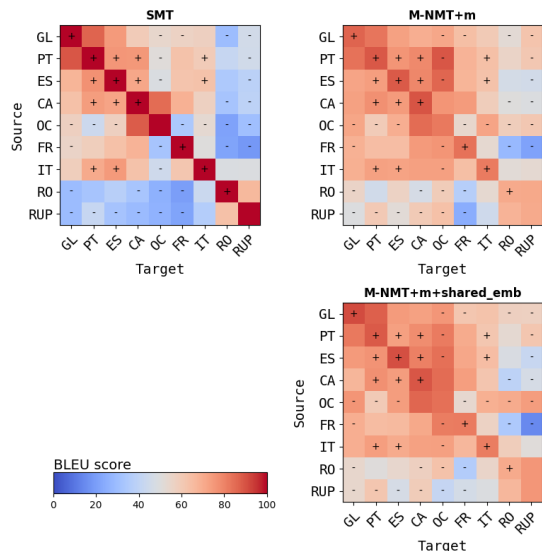 SMT
Source
GL
PT
ES
CA
OC
FR
IT
RO
RUP
GL PT ES CA OC FR IT RO RUP
Target
M-NMT+m
GL
PT
ES
CA
OC
FR
IT
RO
RUP
GL PT ES CA OC FR IT RO RUP
Target
M-NMT+m+shared_emb
Source
GL
PT
ES
CA
OC
FR
IT
RO
RUP
GL PT ES CA OC FR IT RO RUP
Target
BLEU score
0 20 40 60 80 100